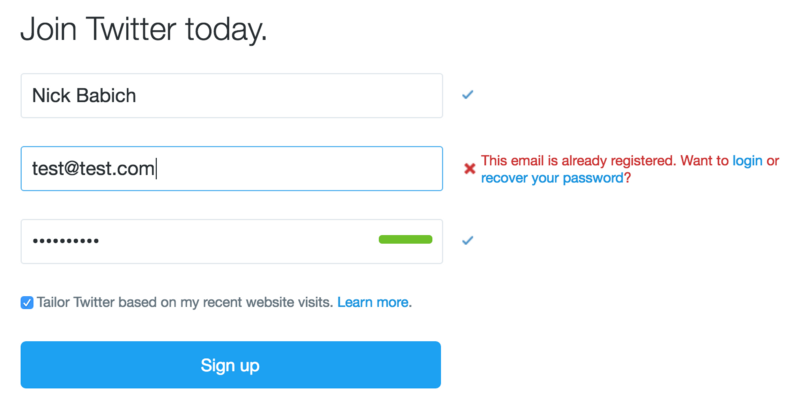 Join Twitter today.
Nick Babich
test@test.com
This email is already registered. Want to login or
recover your password?
••••••••••
Tailor Twitter based on my recent website visits. Learn more.
Sign up